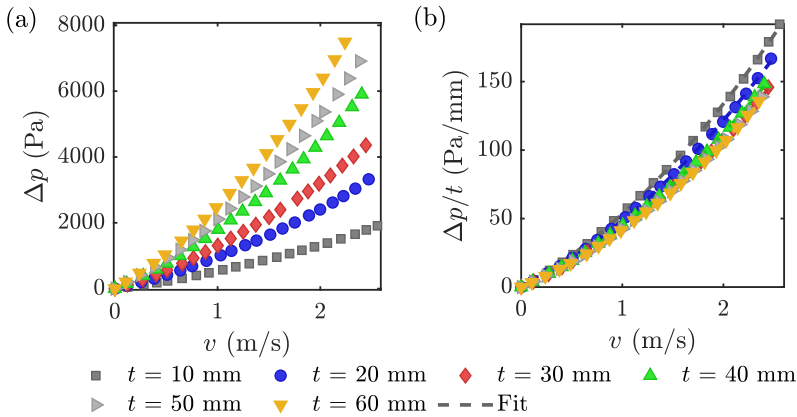 (a)
8000
6000
4000
2000
0
Δp (Pa)
0 1 2
v (m/s)
(b)
150
100
50
0
Δp/t (Pa/mm)
0 1 2
v (m/s)
t = 10 mm t = 20 mm t = 30 mm t = 40 mm
t = 50 mm t = 60 mm Fit